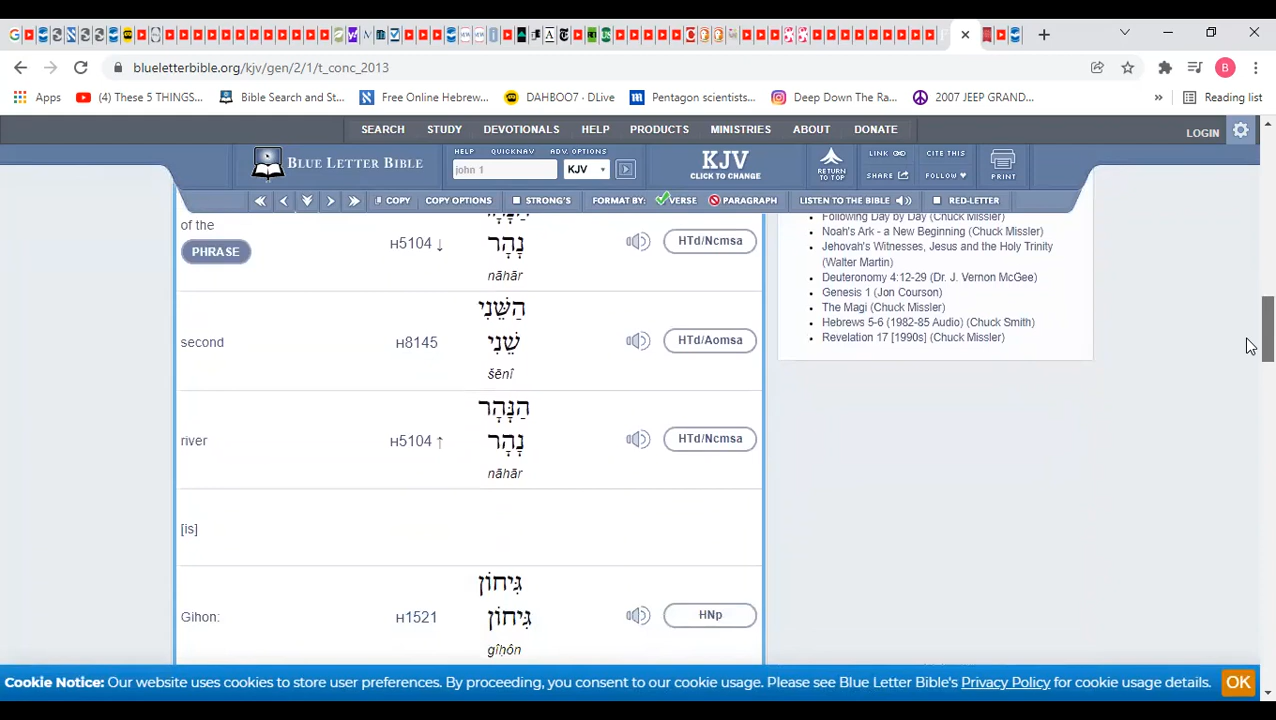 blueletterbible.org/kjv/gen/2/1/t_conc_2013
B
Apps
(4) These 5 THINGS...
Bible Search and St...
Free Online Hebrew...
DAHBOO7 - DLive
Pentagon scientists...
Deep Down The Ra...
2007 JEEP GRAND...
»
Reading list
SEARCH
STUDY
DEVOTIONALS
HELP
PRODUCTS
MINISTRIES
ABOUT
DONATE
LOGIN
BLUE LETTER BIBLE
HELP
QUICKNAV
ADV. OPTIONS
john 1
KJV
KJV
CLICK TO CHANGE
RETURN
TO TOP
LINK
SHARE
CITE THIS
FOLLOW
PRINT
COPY
COPY OPTIONS
STRONG'S
FORMAT BY:
VERSE
PARAGRAPH
LISTEN TO THE BIBLE
RED-LETTER
of the
PHRASE
H5104 ↓
נָהָר
nāhār
HTd/Ncmsa
second
H8145
הַשֵּׁנִי
שֵׁנִי
šēnî
HTd/Aomsa
river
H5104 ↑
הַנָּהָר
נָהָר
nāhār
HTd/Ncmsa
[is]
Gihon:
H1521
גִּיחוֹן
גִּיחוֹן
gîḥôn
HNp
Following Day by Day (Chuck Missler)
Noah's Ark - a New Beginning (Chuck Missler)
Jehovah's Witnesses, Jesus and the Holy Trinity
(Walter Martin)
Deuteronomy 4:12-29 (Dr. J. Vernon McGee)
Genesis 1 (Jon Courson)
The Magi (Chuck Missler)
Hebrews 5-6 (1982-85 Audio) (Chuck Smith)
Revelation 17 [1990s] (Chuck Missler)
Cookie Notice: Our website uses cookies to store user preferences. By proceeding, you consent to our cookie usage. Please see Blue Letter Bible's Privacy Policy for cookie usage details.
OK